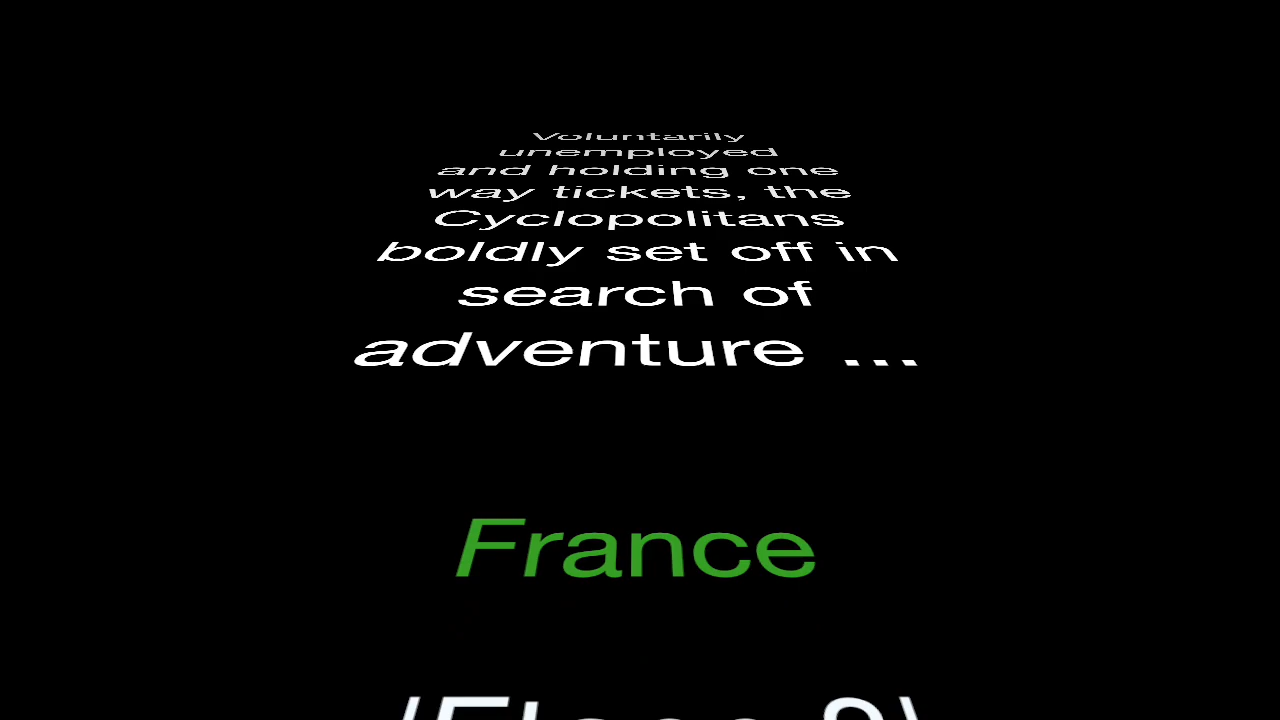 Voluntarily
unemployed
and holding one
way tickets, the
Cyclopolitans
boldly set off in
search of
adventure ...
France